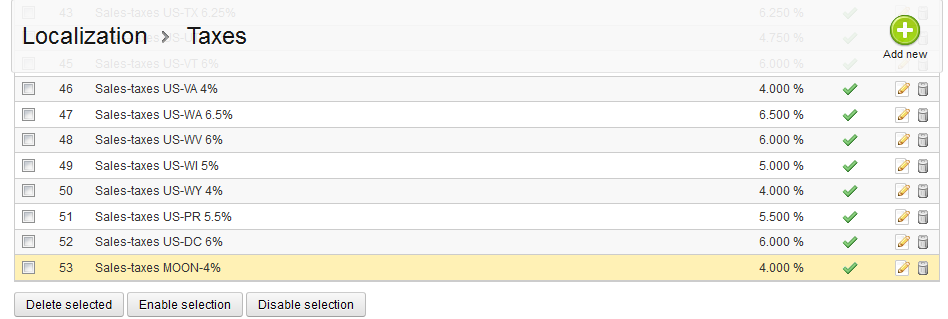 43 Sales-taxes US-TX 6.25% 6.250 %
Localization > Taxes
4.750 %
Add new
45 Sales-taxes US-VT 6% 6.000 %
46 Sales-taxes US-VA 4% 4.000 %
47 Sales-taxes US-WA 6.5% 6.500 %
48 Sales-taxes US-WV 6% 6.000 %
49 Sales-taxes US-WI 5% 5.000 %
50 Sales-taxes US-WY 4% 4.000 %
51 Sales-taxes US-PR 5.5% 5.500 %
52 Sales-taxes US-DC 6% 6.000 %
53 Sales-taxes MOON-4% 4.000 %
Delete selected Enable selection Disable selection